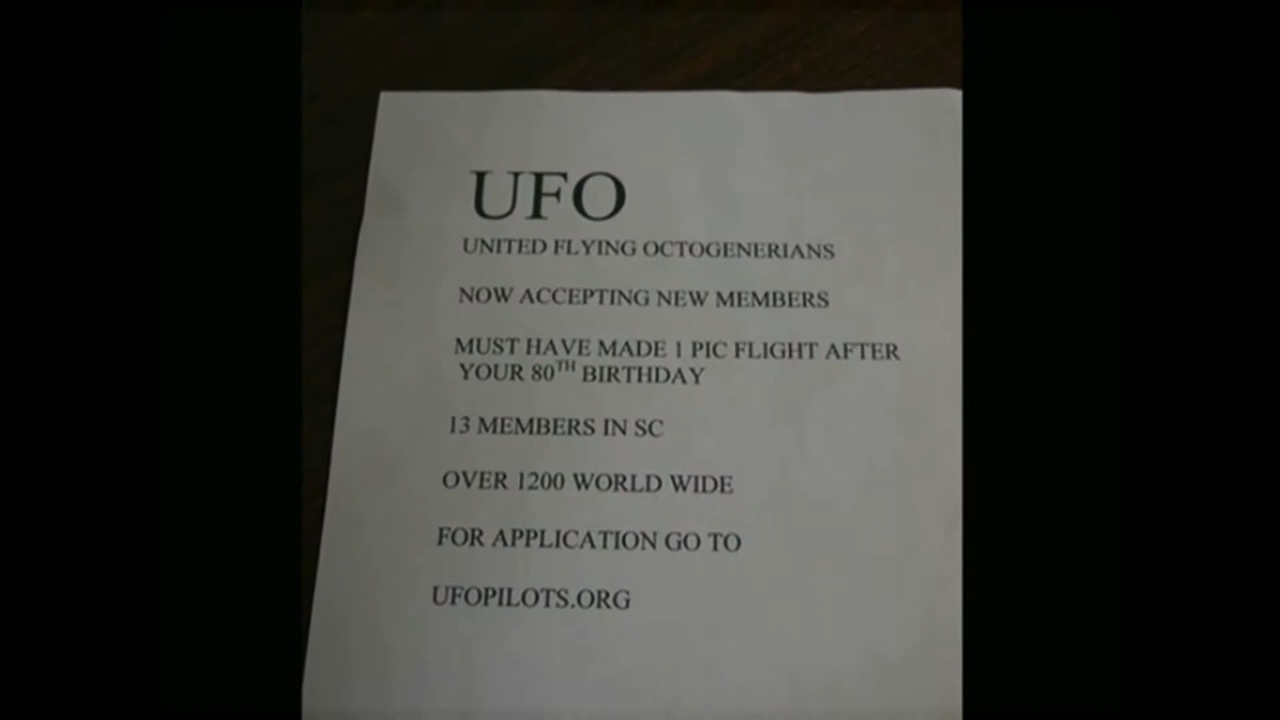 UFO
UNITED FLYING OCTOGENERIANS
NOW ACCEPTING NEW MEMBERS
MUST HAVE MADE 1 PIC FLIGHT AFTER
YOUR 80TH BIRTHDAY
13 MEMBERS IN SC
OVER 1200 WORLD WIDE
FOR APPLICATION GO TO
UFOPILOTS.ORG